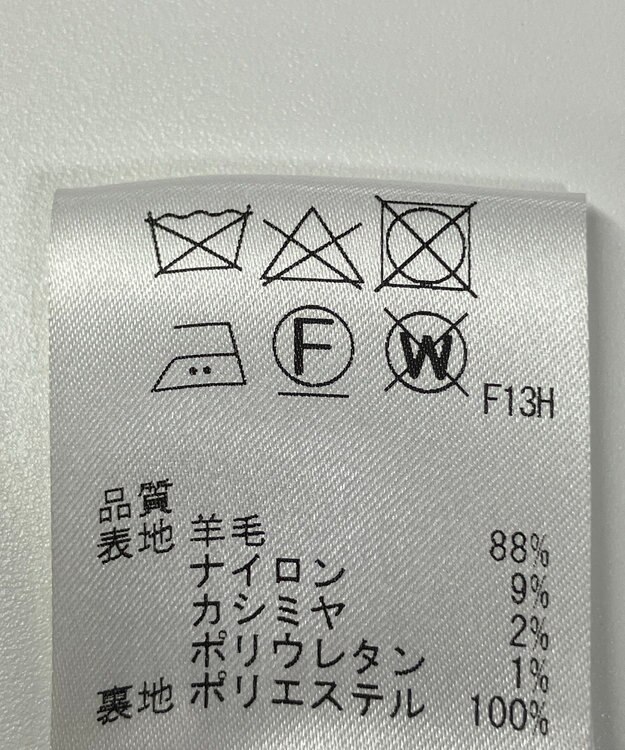 F W F13H
品質
表地 羊毛 88%
ナイロン 9%
カシミヤ 2%
ポリウレタン 1%
裏地 ポリエステル 100%